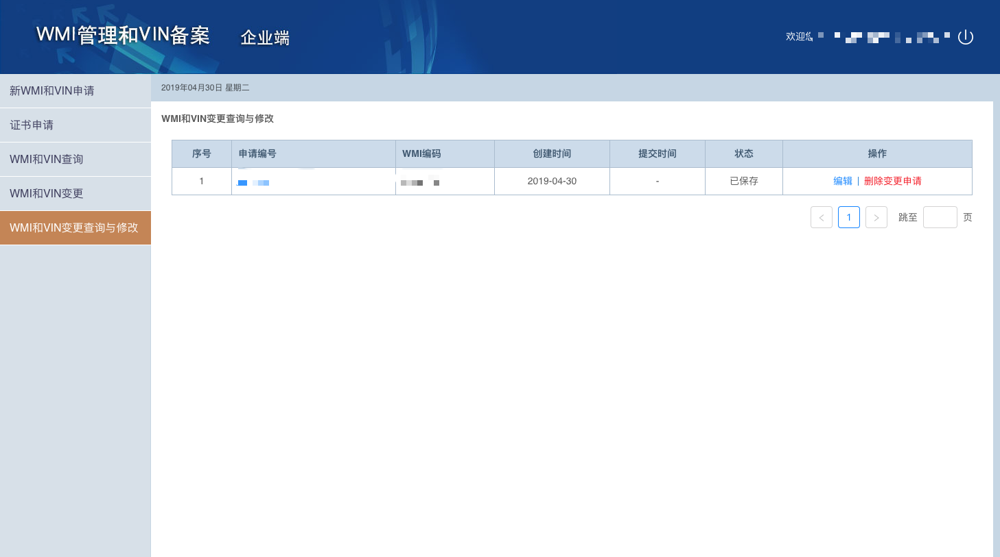 WMI管理和VIN备案 企业端
欢迎您
新WMI和VIN申请
证书申请
WMI和VIN查询
WMI和VIN变更
WMI和VIN变更查询与修改
2019年04月30日 星期二
WMI和VIN变更查询与修改
序号 申请编号 WMI编码 创建时间 提交时间 状态 操作
1 2019-04-30 - 已保存 编辑 | 删除变更申请
< 1 > 跳至 页